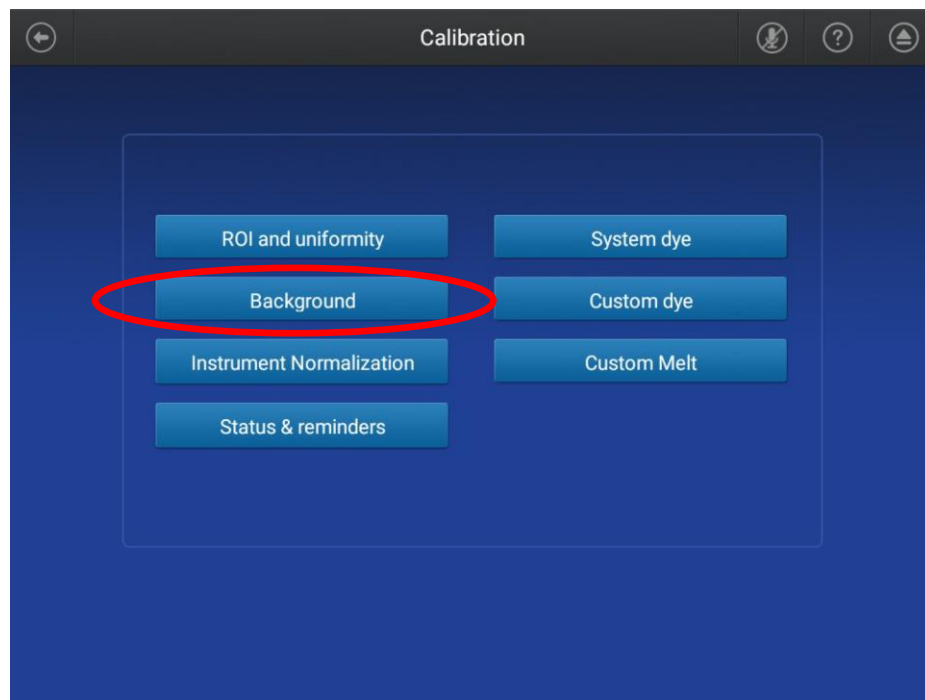 Calibration
?
ROI and uniformity
System dye
Background
Custom dye
Instrument Normalization
Custom Melt
Status & reminders